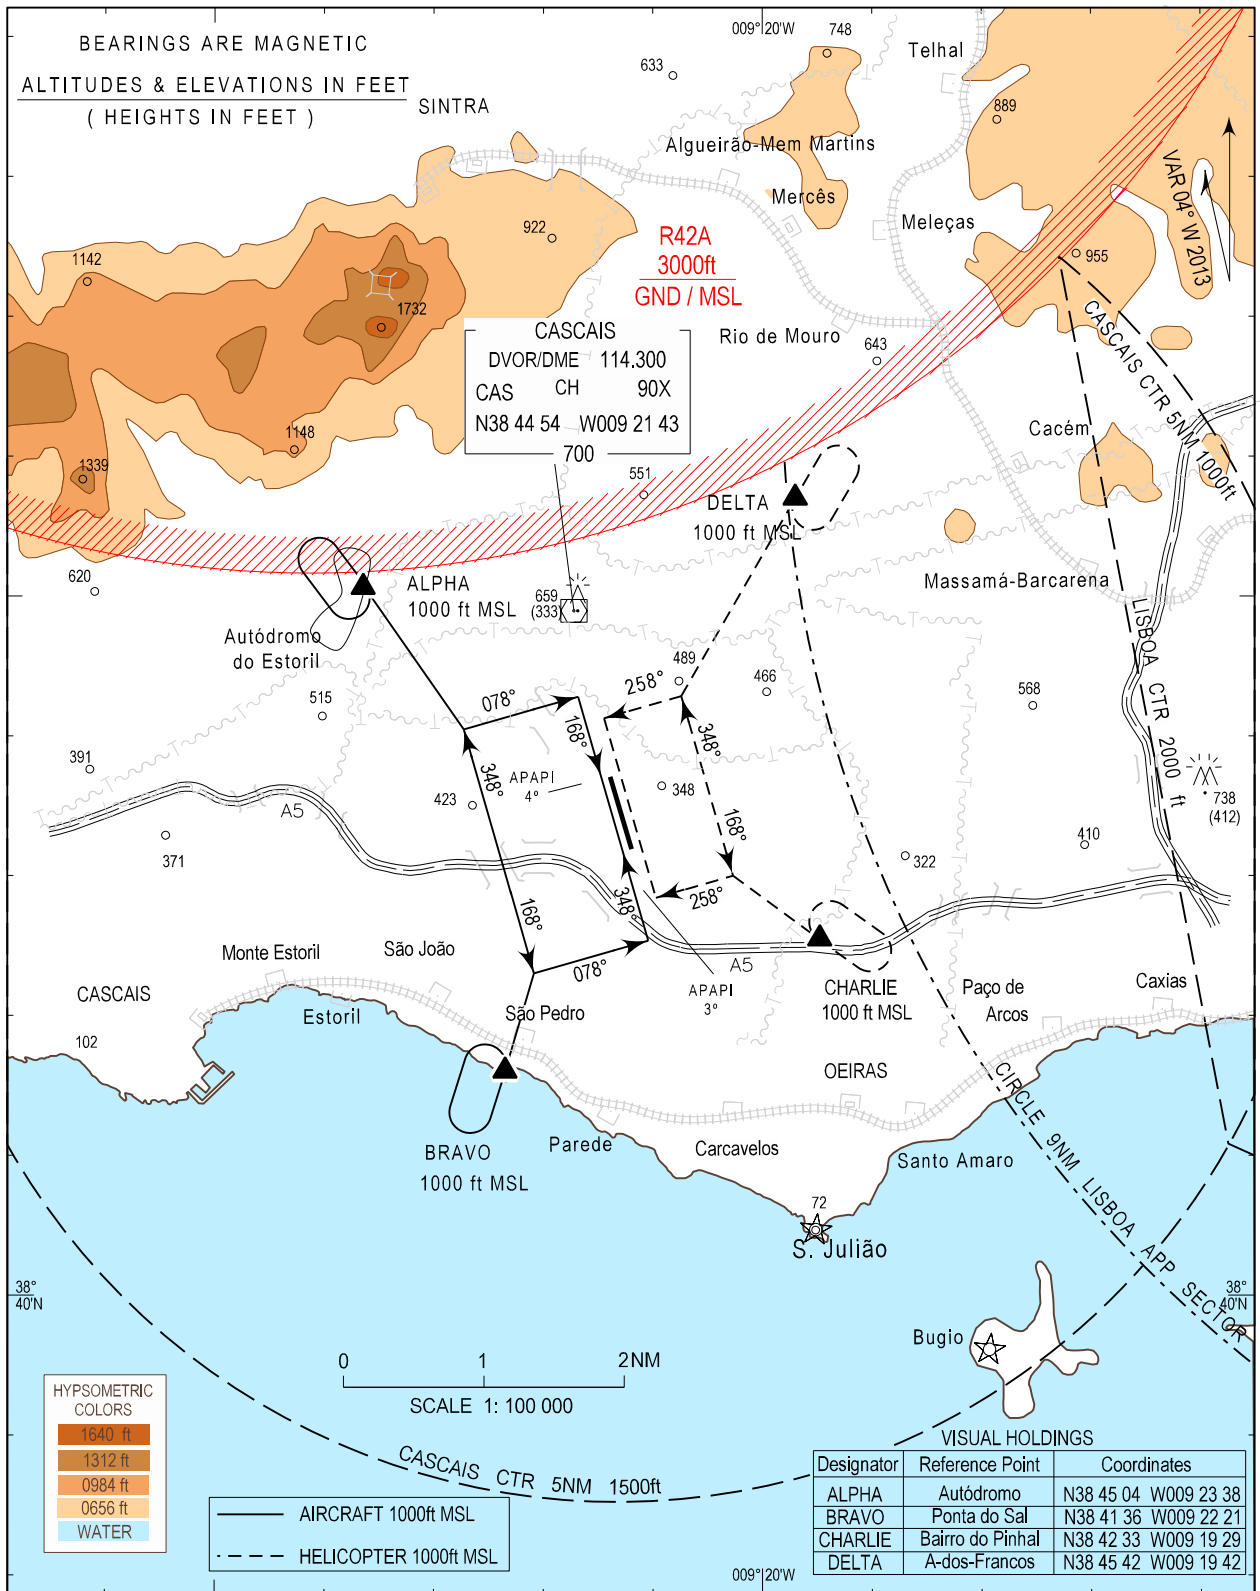 BEARINGS ARE MAGNETIC
ALTITUDES & ELEVATIONS IN FEET
( HEIGHTS IN FEET )
009°20'W
748
633
Telhal
SINTRA
889
Algueirão-Mem Martins
VAR 04° W 2013
Mercês
Meleças
922
R42A
3000ft
GND / MSL
1142
955
1732
CASCAIS
DVOR/DME 114.300
CAS CH 90X
N38 44 54 W009 21 43
700
Rio de Mouro
643
CASCAIS CTR 5NM 1000ft
1148
Cacém
1339
551
DELTA
1000 ft MSL
620
ALPHA
1000 ft MSL
659
(333)
Massamá-Barcarena
Autódromo
do Estoril
LISBOA CTR 2000 ft
489
466
258°
078°
515
568
168°
348°
348°
391
APAPI
4°
348
423
738
(412)
A5
168°
410
371
322
168°
348°
258°
Monte Estoril
São João
078°
A5
CASCAIS
APAPI
3°
CHARLIE
1000 ft MSL
Paço de
Arcos
Caxias
Estoril
São Pedro
102
OEIRAS
CIRCLE 9NM LISBOA APP SECTOR
BRAVO
1000 ft MSL
Parede
Carcavelos
Santo Amaro
72
S. Julião
38°
40'N
38°
40'N
Bugio
0 1 2NM
SCALE 1: 100 000
HYPSOMETRIC
COLORS
1640 ft
1312 ft
0984 ft
0656 ft
WATER
CASCAIS CTR 5NM 1500ft
AIRCRAFT 1000ft MSL
HELICOPTER 1000ft MSL
VISUAL HOLDINGS
Designator Reference Point Coordinates
ALPHA Autódromo N38 45 04 W009 23 38
BRAVO Ponta do Sal N38 41 36 W009 22 21
CHARLIE Bairro do Pinhal N38 42 33 W009 19 29
DELTA A-dos-Francos N38 45 42 W009 19 42
009°20'W